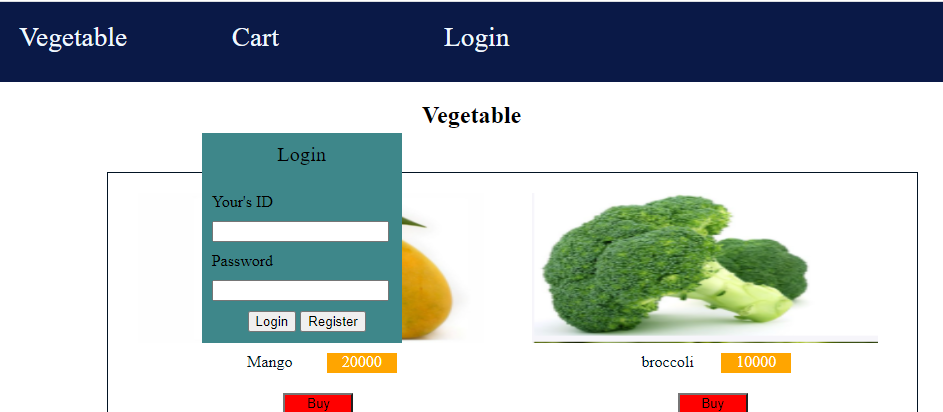 Vegetable Cart Login
Vegetable
Login
Your's ID
Password
Login Register
Mango 20000
broccoli 10000
Buy Buy